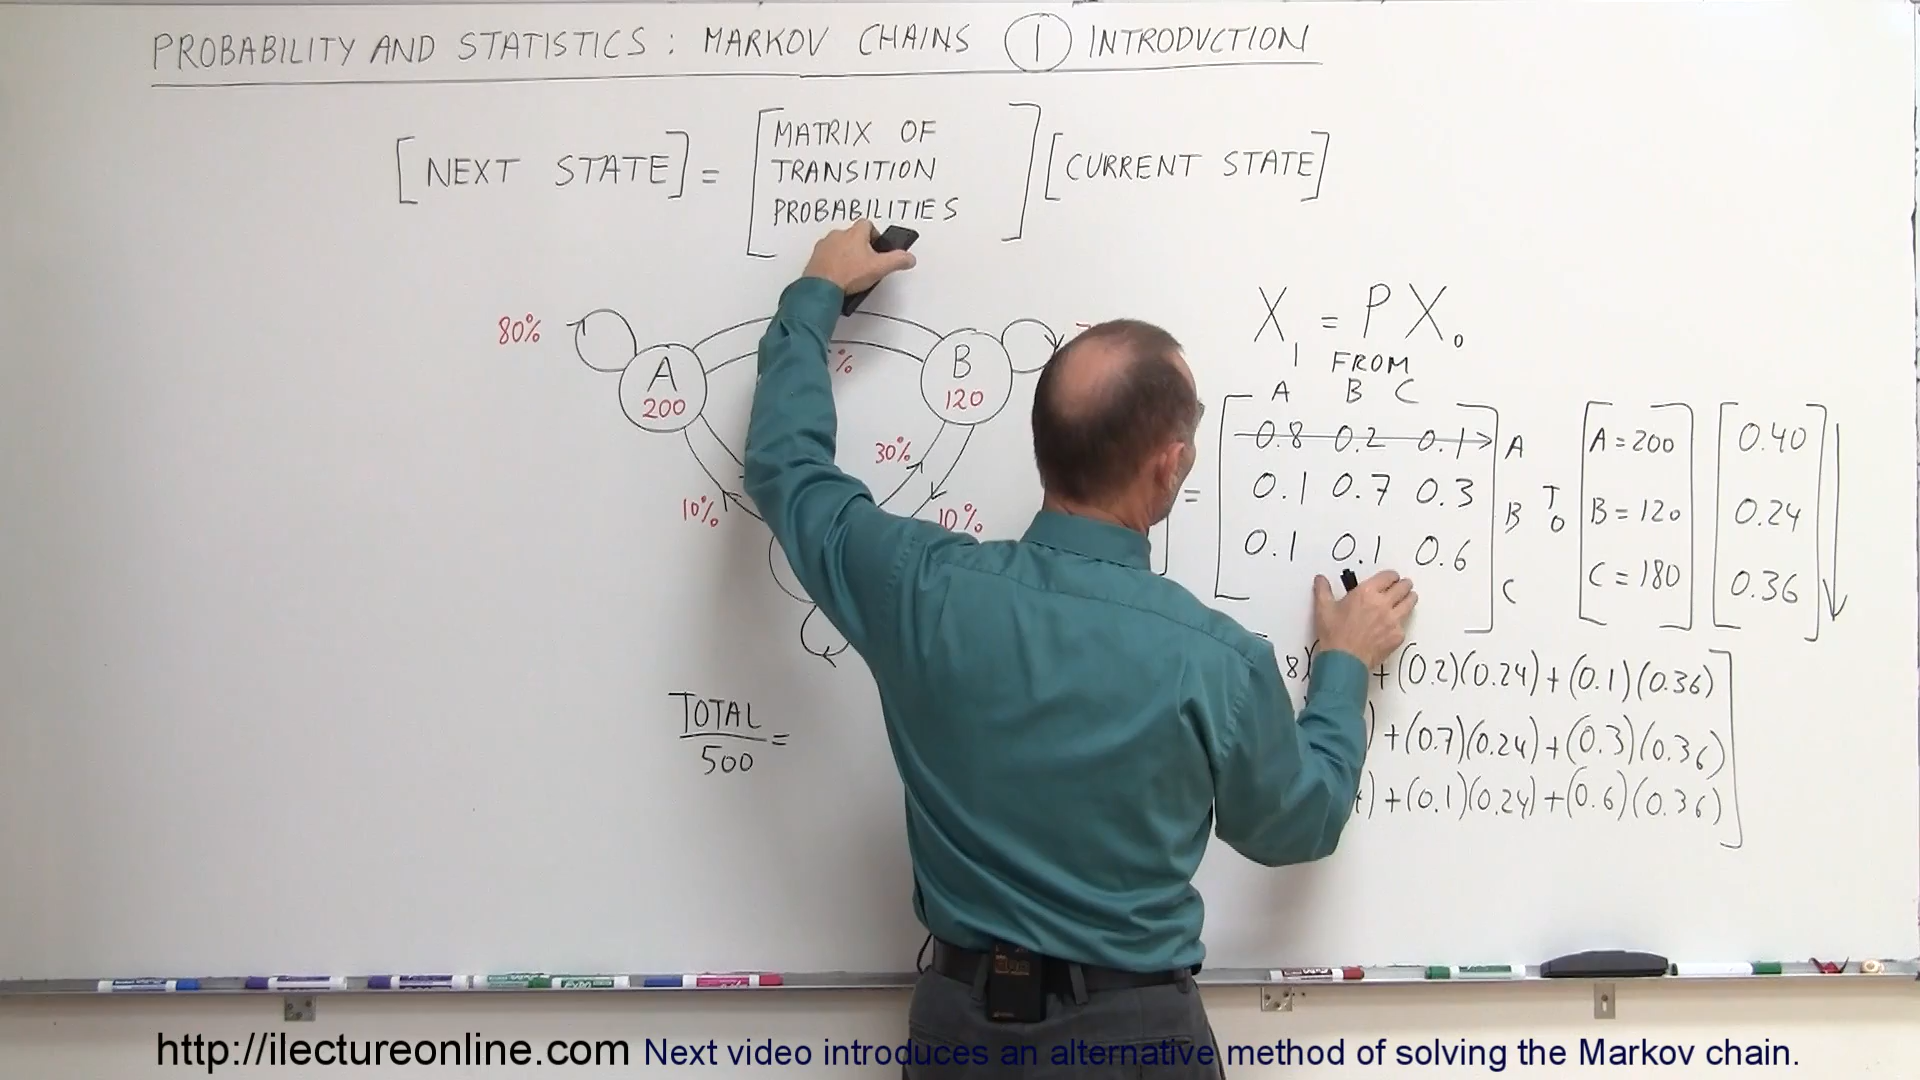 PROBABILITY AND STATISTICS : MARKOV CHAINS 1 INTRODUCTION
[NEXT STATE] = [MATRIX OF TRANSITION PROBABILITIES] [CURRENT STATE]
X1 = P X0
FROM
A B C
80%
A
200
%
B
120
30%
10%
10%
= [0.8 0.2 0.1] A
0.1 0.7 0.3 B
0.1 0.1 0.6 C
TO
[A = 200
B = 120
C = 180]
[0.40
0.24
0.36]
8) + (0.2)(0.24) + (0.1)(0.36)
) + (0.7)(0.24) + (0.3)(0.36)
) + (0.1)(0.24) + (0.6)(0.36)
TOTAL
500 =
http://ilectureonline.com Next video introduces an alternative method of solving the Markov chain.